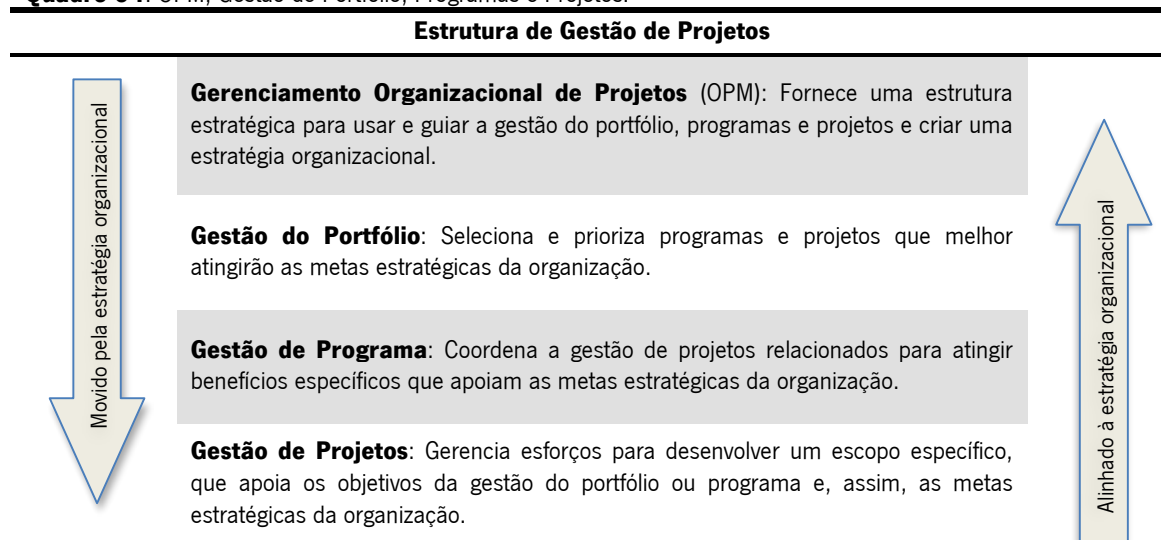 Estrutura de Gestão de Projetos
Movido pela estratégia organizacional
Gerenciamento Organizacional de Projetos (OPM): Fornece uma estrutura
estratégica para usar e guiar a gestão do portfólio, programas e projetos e criar uma
estratégia organizacional.
Gestão do Portfólio: Seleciona e prioriza programas e projetos que melhor
atingirão as metas estratégicas da organização.
Gestão de Programa: Coordena a gestão de projetos relacionados para atingir
benefícios específicos que apoiam as metas estratégicas da organização.
Gestão de Projetos: Gerencia esforços para desenvolver um escopo específico,
que apoia os objetivos da gestão do portfólio ou programa e, assim, as metas
estratégicas da organização.
Alinhado à estratégia organizacional